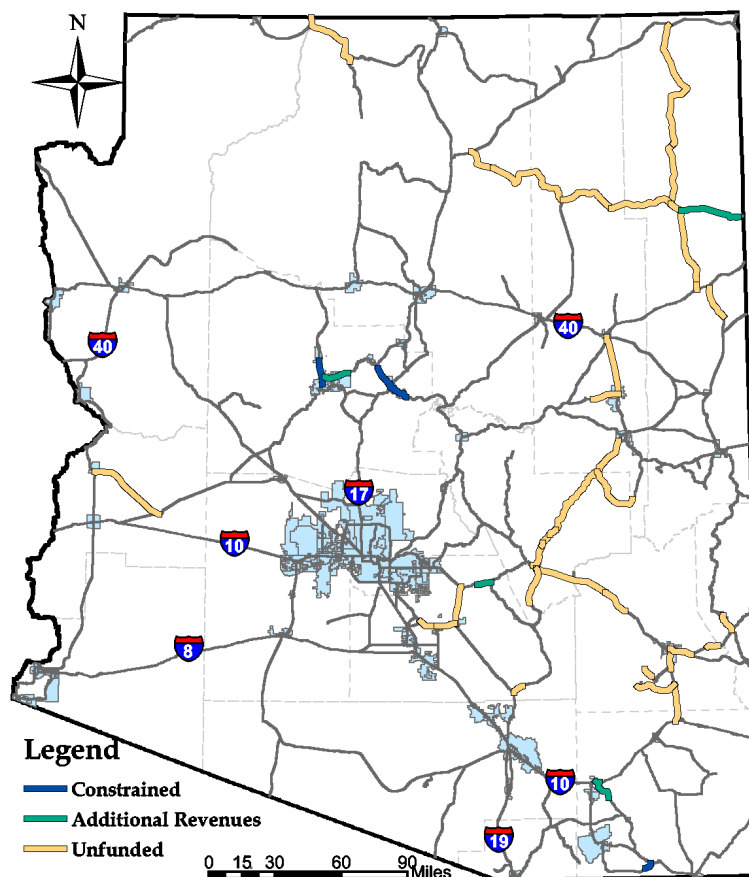 N
40
40
17
10
8
Legend
Constrained
10
Additional Revenues
19
Unfunded
0 15 30 60 90
Miles